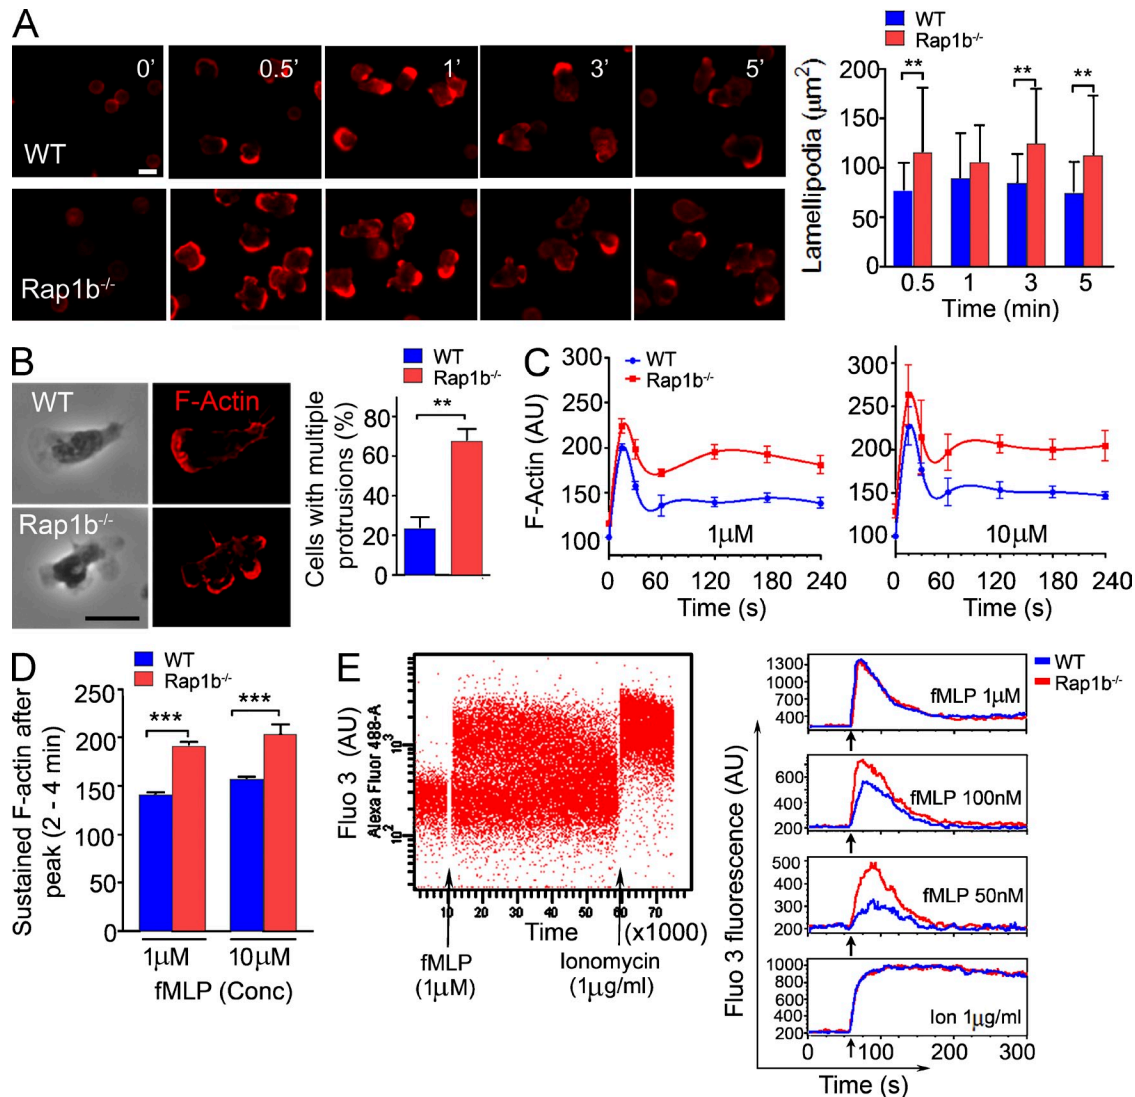 A
0'
0.5'
1'
3'
5'
WT
Rap1b-/-
WT
Rap1b-/-
Lamellipodia (μm²)
200
150
100
50
0
**
**
**
0.5 1 3 5
Time (min)
B
WT
F-Actin
Rap1b-/-
WT
Rap1b-/-
Cells with multiple
protrusions (%)
80
60
40
20
0
**
C
WT
Rap1b-/-
F-Actin (AU)
300
250
200
150
100
1μM
0 60 120 180 240
Time (s)
300
250
200
150
100
10μM
0 60 120 180 240
Time (s)
D
WT
Rap1b-/-
Sustained F-actin after
peak (2 - 4 min)
250
200
150
100
50
0
***
***
1μM 10μM
fMLP (Conc)
E
Fluo 3 (AU)
Alexa Fluor 488-A
10³
10²
10 20 30 40 50 60 70
Time (x1000)
fMLP
(1μM)
Ionomycin
(1μg/ml)
WT
Rap1b-/-
Fluo 3 fluorescence (AU)
1300
1000
700
400
fMLP 1μM
600
400
200
fMLP 100nM
500
400
300
200
fMLP 50nM
1000
800
600
400
200
Ion 1μg/ml
0 100 200 300
Time (s)